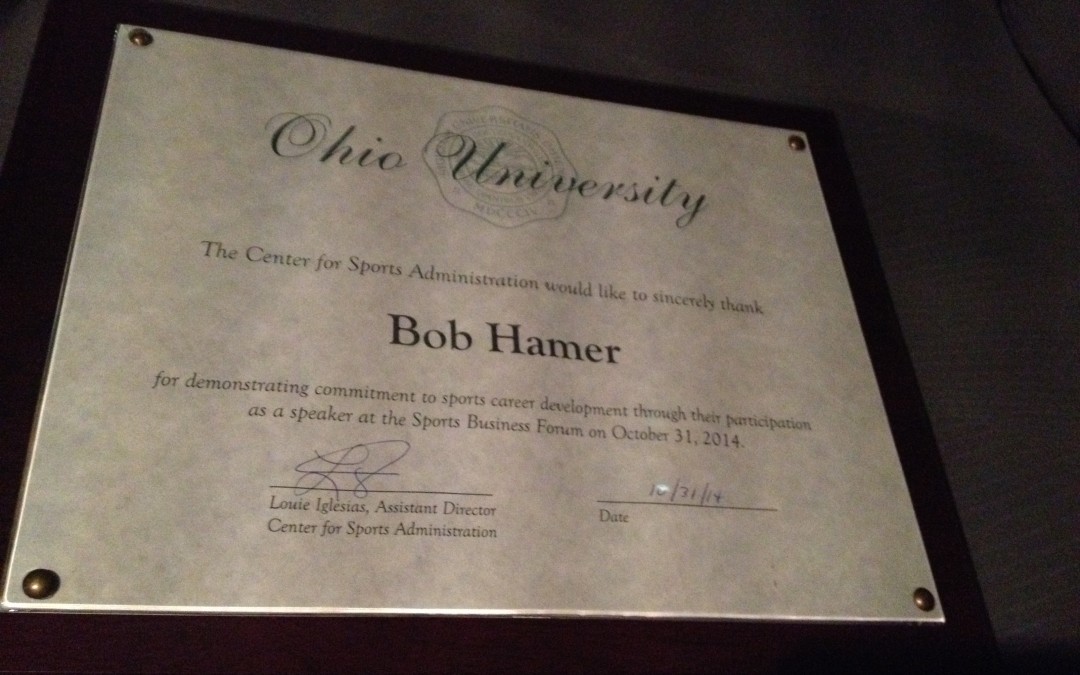 Ohio University
UNIVERSITATIS
MDCCCIV
The Center for Sports Administration would like to sincerely thank
Bob Hamer
for demonstrating commitment to sports career development through their participation
as a speaker at the Sports Business Forum on October 31, 2014.
10/31/14
Louie Iglesias, Assistant Director
Date
Center for Sports Administration